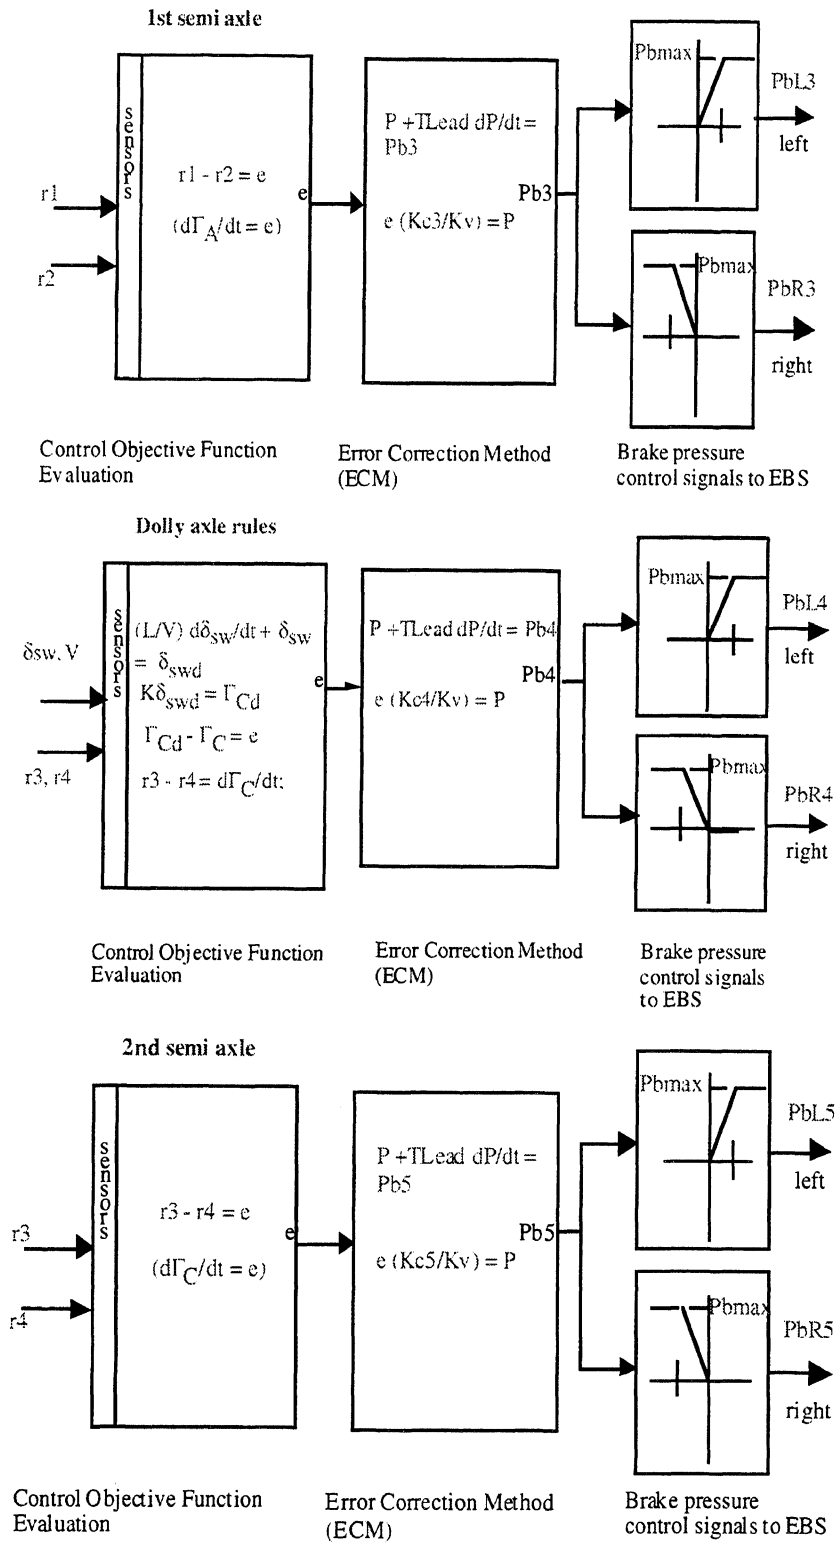 1st semi axle
sensors
r1
r2
r1 - r2 = e
(dΓA/dt = e)
e
P +TLead dP/dt =
Pb3
e (Kc3/Kv) = P
Pb3
Pbmax
PbL3
left
Pbmax
PbR3
right
Control Objective Function
Evaluation
Error Correction Method
(ECM)
Brake pressure
control signals to EBS
Dolly axle rules
sensors
δsw, V
r3, r4
(L/V) dδsw/dt + δsw
= δswd
Kδswd = ΓCd
ΓCd - ΓC = e
r3 - r4 = dΓC/dt;
e
P +TLead dP/dt = Pb4
e (Kc4/Kv) = P
Pb4
Pbmax
PbL4
left
Pbmax
PbR4
right
Control Objective Function
Evaluation
Error Correction Method
(ECM)
Brake pressure
control signals
to EBS
2nd semi axle
sensors
r3
r4
r3 - r4 = e
(dΓC/dt = e)
e
P +TLead dP/dt =
Pb5
e (Kc5/Kv) = P
Pb5
Pbmax
PbL5
left
Pbmax
PbR5
right
Control Objective Function
Evaluation
Error Correction Method
(ECM)
Brake pressure
control signals to EBS